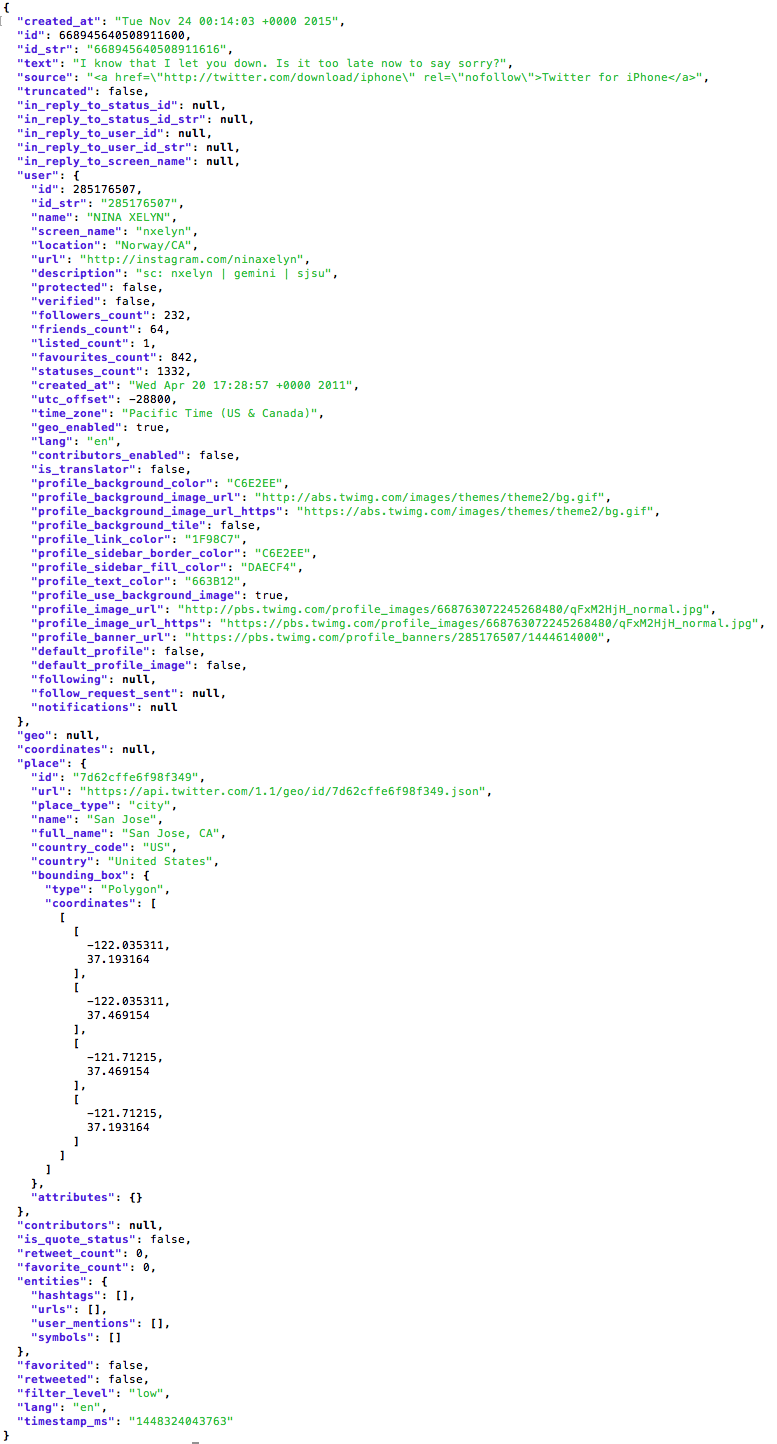 {
"created_at": "Tue Nov 24 00:14:03 +0000 2015",
"id": 668945640508911600,
"id_str": "668945640508911616",
"text": "I know that I let you down. Is it too late now to say sorry?",
"source": "<a href=\"http://twitter.com/download/iphone\" rel=\"nofollow\">Twitter for iPhone</a>",
"truncated": false,
"in_reply_to_status_id": null,
"in_reply_to_status_id_str": null,
"in_reply_to_user_id": null,
"in_reply_to_user_id_str": null,
"in_reply_to_screen_name": null,
"user": {
"id": 285176507,
"id_str": "285176507",
"name": "NINA XELYN",
"screen_name": "nxelyn",
"location": "Norway/CA",
"url": "http://instagram.com/ninaxelyn",
"description": "sc: nxelyn | gemini | sjsu",
"protected": false,
"verified": false,
"followers_count": 232,
"friends_count": 64,
"listed_count": 1,
"favourites_count": 842,
"statuses_count": 1332,
"created_at": "Wed Apr 20 17:28:57 +0000 2011",
"utc_offset": -28800,
"time_zone": "Pacific Time (US & Canada)",
"geo_enabled": true,
"lang": "en",
"contributors_enabled": false,
"is_translator": false,
"profile_background_color": "C6E2EE",
"profile_background_image_url": "http://abs.twimg.com/images/themes/theme2/bg.gif",
"profile_background_image_url_https": "https://abs.twimg.com/images/themes/theme2/bg.gif",
"profile_background_tile": false,
"profile_link_color": "1F98C7",
"profile_sidebar_border_color": "C6E2EE",
"profile_sidebar_fill_color": "DAECF4",
"profile_text_color": "663B12",
"profile_use_background_image": true,
"profile_image_url": "http://pbs.twimg.com/profile_images/668763072245268480/qFxM2HjH_normal.jpg",
"profile_image_url_https": "https://pbs.twimg.com/profile_images/668763072245268480/qFxM2HjH_normal.jpg",
"profile_banner_url": "https://pbs.twimg.com/profile_banners/285176507/1444614000",
"default_profile": false,
"default_profile_image": false,
"following": null,
"follow_request_sent": null,
"notifications": null
},
"geo": null,
"coordinates": null,
"place": {
"id": "7d62cffe6f98f349",
"url": "https://api.twitter.com/1.1/geo/id/7d62cffe6f98f349.json",
"place_type": "city",
"name": "San Jose",
"full_name": "San Jose, CA",
"country_code": "US",
"country": "United States",
"bounding_box": {
"type": "Polygon",
"coordinates": [
[
[
-122.035311,
37.193164
],
[
-122.035311,
37.469154
],
[
-121.71215,
37.469154
],
[
-121.71215,
37.193164
]
]
]
},
"attributes": {}
},
"contributors": null,
"is_quote_status": false,
"retweet_count": 0,
"favorite_count": 0,
"entities": {
"hashtags": [],
"urls": [],
"user_mentions": [],
"symbols": []
},
"favorited": false,
"retweeted": false,
"filter_level": "low",
"lang": "en",
"timestamp_ms": "1448324043763"
}